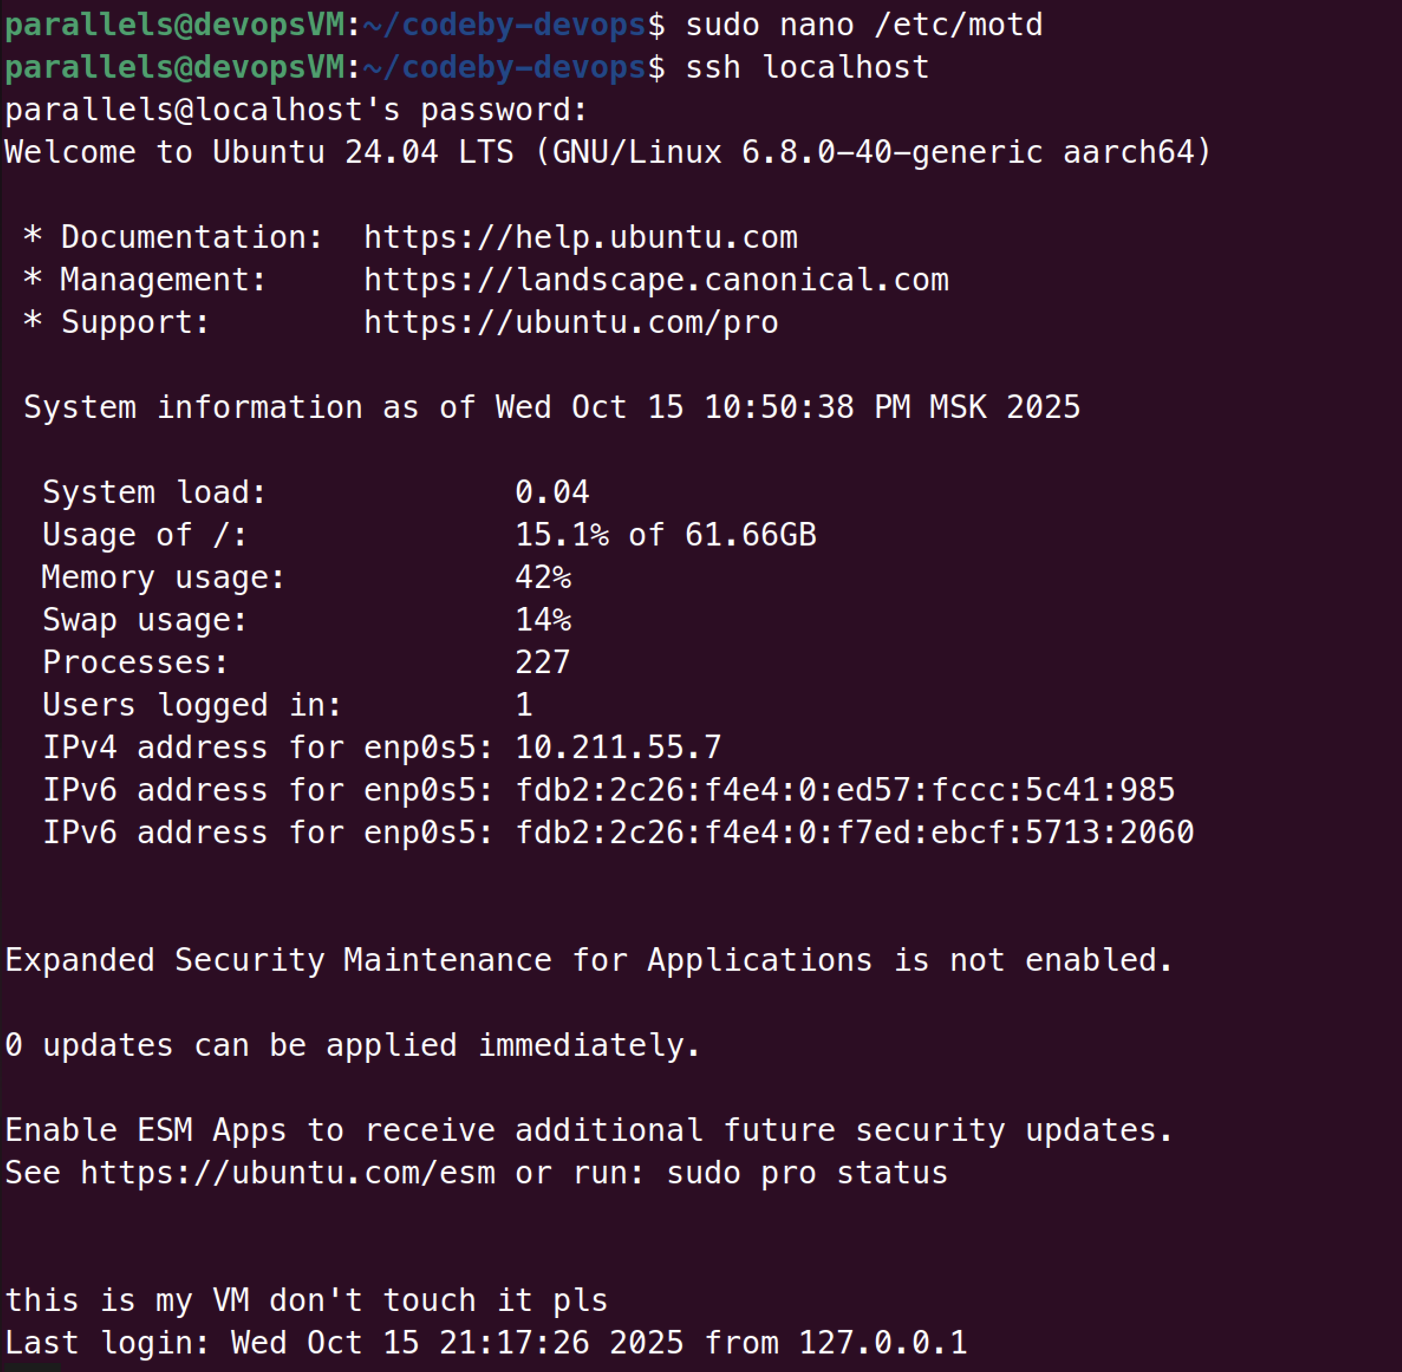 parallels@devopsVM:~/codeby-devops$ sudo nano /etc/motd
parallels@devopsVM:~/codeby-devops$ ssh localhost
parallels@localhost's password:
Welcome to Ubuntu 24.04 LTS (GNU/Linux 6.8.0-40-generic aarch64)

 * Documentation:  https://help.ubuntu.com
 * Management:     https://landscape.canonical.com
 * Support:        https://ubuntu.com/pro

 System information as of Wed Oct 15 10:50:38 PM MSK 2025

  System load:             0.04
  Usage of /:              15.1% of 61.66GB
  Memory usage:            42%
  Swap usage:              14%
  Processes:               227
  Users logged in:         1
  IPv4 address for enp0s5: 10.211.55.7
  IPv6 address for enp0s5: fdb2:2c26:f4e4:0:ed57:fccc:5c41:985
  IPv6 address for enp0s5: fdb2:2c26:f4e4:0:f7ed:ebcf:5713:2060


Expanded Security Maintenance for Applications is not enabled.

0 updates can be applied immediately.

Enable ESM Apps to receive additional future security updates.
See https://ubuntu.com/esm or run: sudo pro status


this is my VM don't touch it pls
Last login: Wed Oct 15 21:17:26 2025 from 127.0.0.1